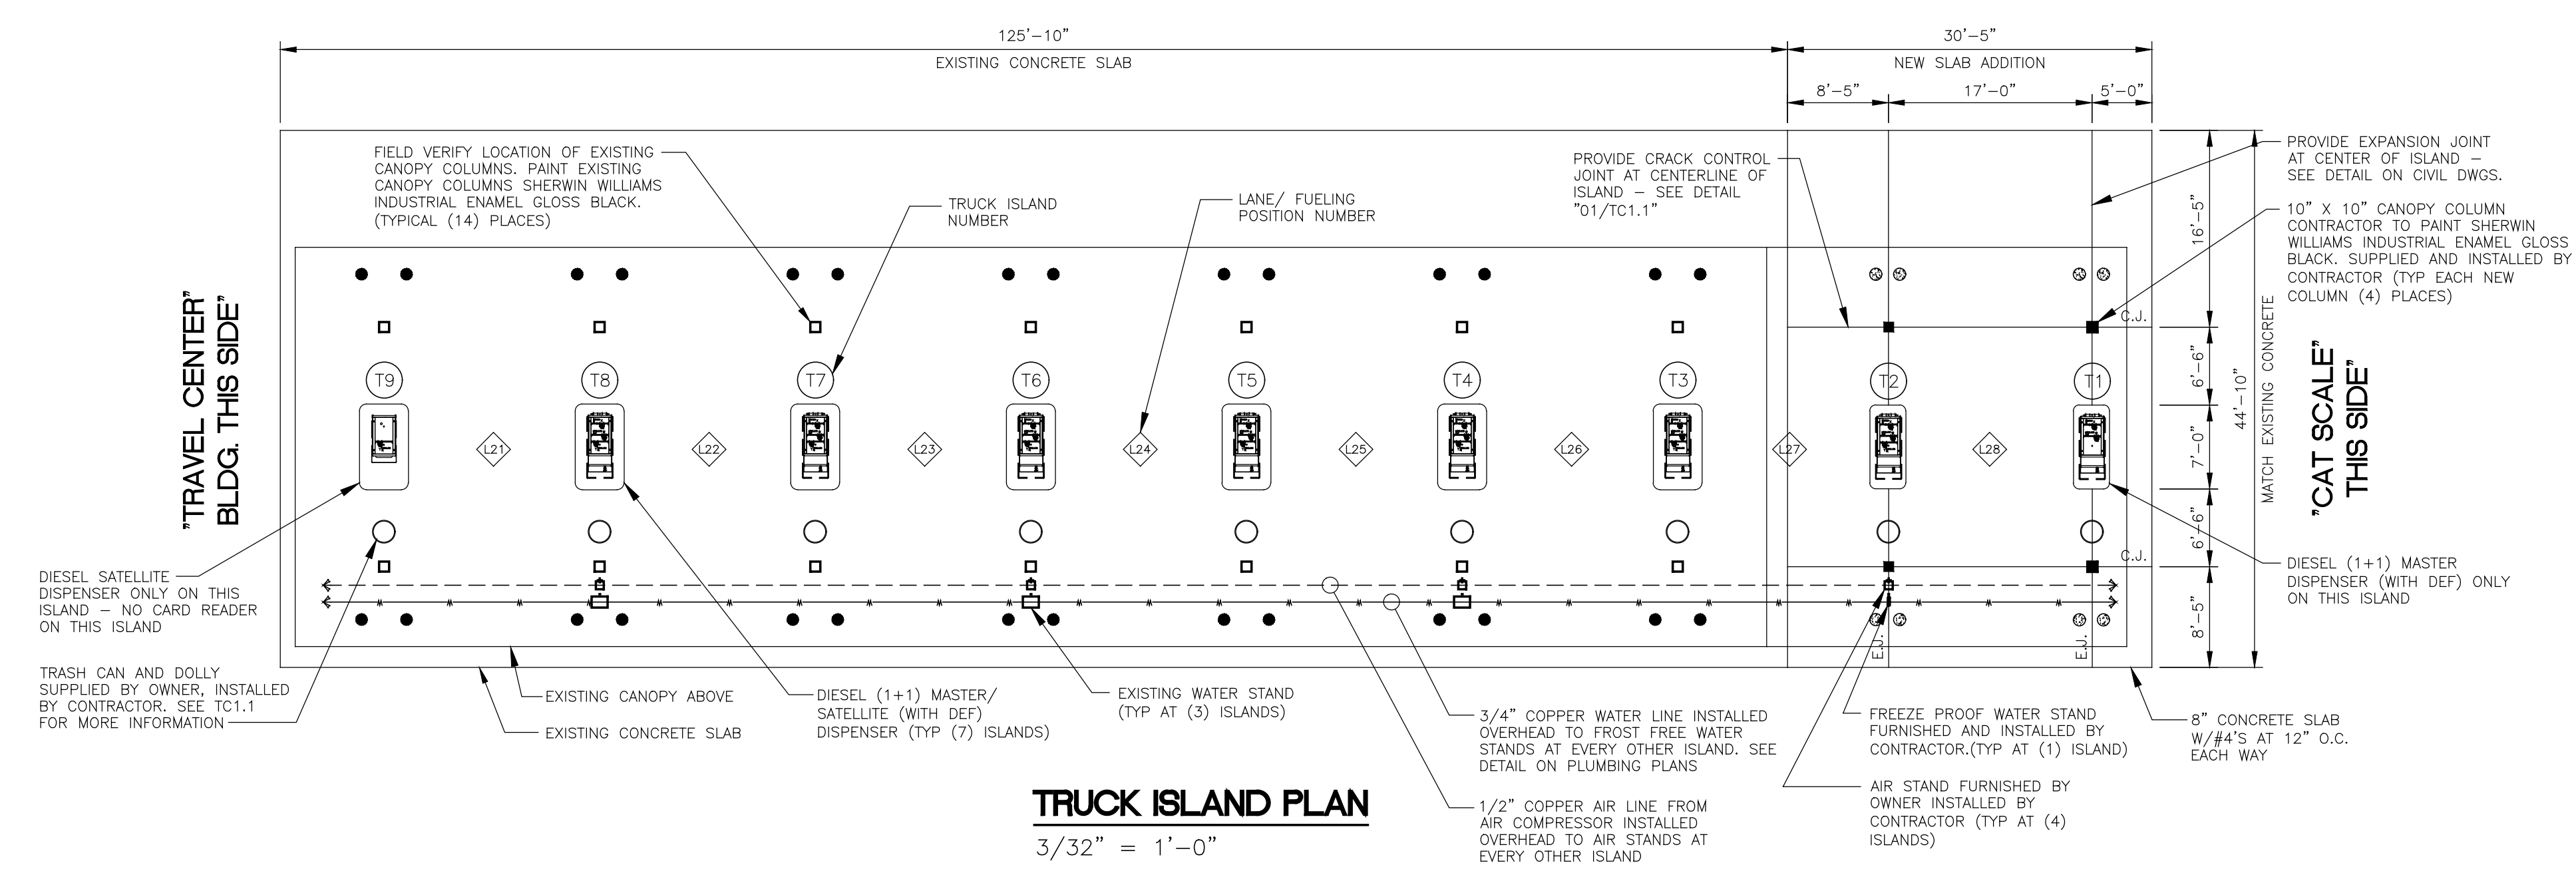 125'-10"
EXISTING CONCRETE SLAB
30'-5"
NEW SLAB ADDITION
8'-5"
17'-0"
5'-0"
FIELD VERIFY LOCATION OF EXISTING
CANOPY COLUMNS. PAINT EXISTING
CANOPY COLUMNS SHERWIN WILLIAMS
INDUSTRIAL ENAMEL GLOSS BLACK.
(TYPICAL (14) PLACES)
TRUCK ISLAND
NUMBER
LANE/ FUELING
POSITION NUMBER
PROVIDE CRACK CONTROL
JOINT AT CENTERLINE OF
ISLAND – SEE DETAIL
"01/TC1.1"
PROVIDE EXPANSION JOINT
AT CENTER OF ISLAND –
SEE DETAIL ON CIVIL DWGS.
10" X 10" CANOPY COLUMN
CONTRACTOR TO PAINT SHERWIN
WILLIAMS INDUSTRIAL ENAMEL GLOSS
BLACK. SUPPLIED AND INSTALLED BY
CONTRACTOR (TYP EACH NEW
COLUMN (4) PLACES)
16'-5"
6'-6"
7'-0"
6'-6"
8'-5"
44'-10"
MATCH EXISTING CONCRETE
C.J.
C.J.
E.J.
E.J.
"TRAVEL CENTER"
BLDG. THIS SIDE"
"CAT SCALE"
THIS SIDE"
T9
T8
T7
T6
T5
T4
T3
T2
T1
L21
L22
L23
L24
L25
L26
L27
L28
DIESEL SATELLITE
DISPENSER ONLY ON THIS
ISLAND – NO CARD READER
ON THIS ISLAND
TRASH CAN AND DOLLY
SUPPLIED BY OWNER, INSTALLED
BY CONTRACTOR. SEE TC1.1
FOR MORE INFORMATION
EXISTING CANOPY ABOVE
EXISTING CONCRETE SLAB
DIESEL (1+1) MASTER/
SATELLITE (WITH DEF)
DISPENSER (TYP (7) ISLANDS)
EXISTING WATER STAND
(TYP AT (3) ISLANDS)
3/4" COPPER WATER LINE INSTALLED
OVERHEAD TO FROST FREE WATER
STANDS AT EVERY OTHER ISLAND. SEE
DETAIL ON PLUMBING PLANS
1/2" COPPER AIR LINE FROM
AIR COMPRESSOR INSTALLED
OVERHEAD TO AIR STANDS AT
EVERY OTHER ISLAND
FREEZE PROOF WATER STAND
FURNISHED AND INSTALLED BY
CONTRACTOR.(TYP AT (1) ISLAND)
AIR STAND FURNISHED BY
OWNER INSTALLED BY
CONTRACTOR (TYP AT (4)
ISLANDS)
DIESEL (1+1) MASTER
DISPENSER (WITH DEF) ONLY
ON THIS ISLAND
8" CONCRETE SLAB
W/#4'S AT 12" O.C.
EACH WAY
TRUCK ISLAND PLAN
3/32" = 1'-0"